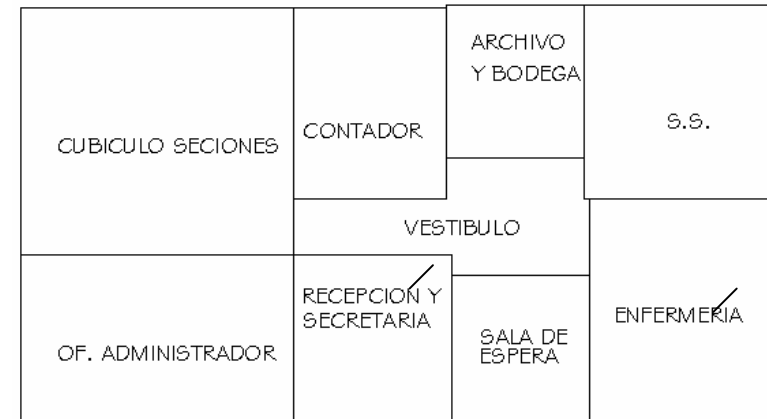 ARCHIVO
Y BODEGA
S.S.
CONTADOR
CUBICULO SECIONES
VESTIBULO
RECEPCION Y
SECRETARIA
ENFERMERIA
SALA DE
ESPERA
OF. ADMINISTRADOR